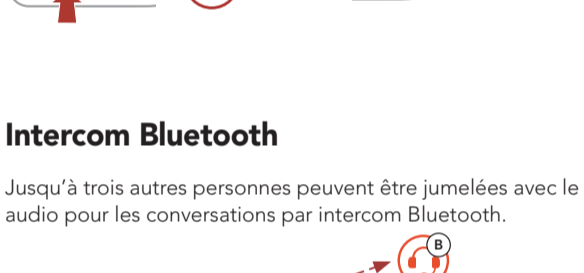 Intercom Bluetooth
Jusqu'à trois autres personnes peuvent être jumelées avec le
audio pour les conversations par intercom Bluetooth.
B